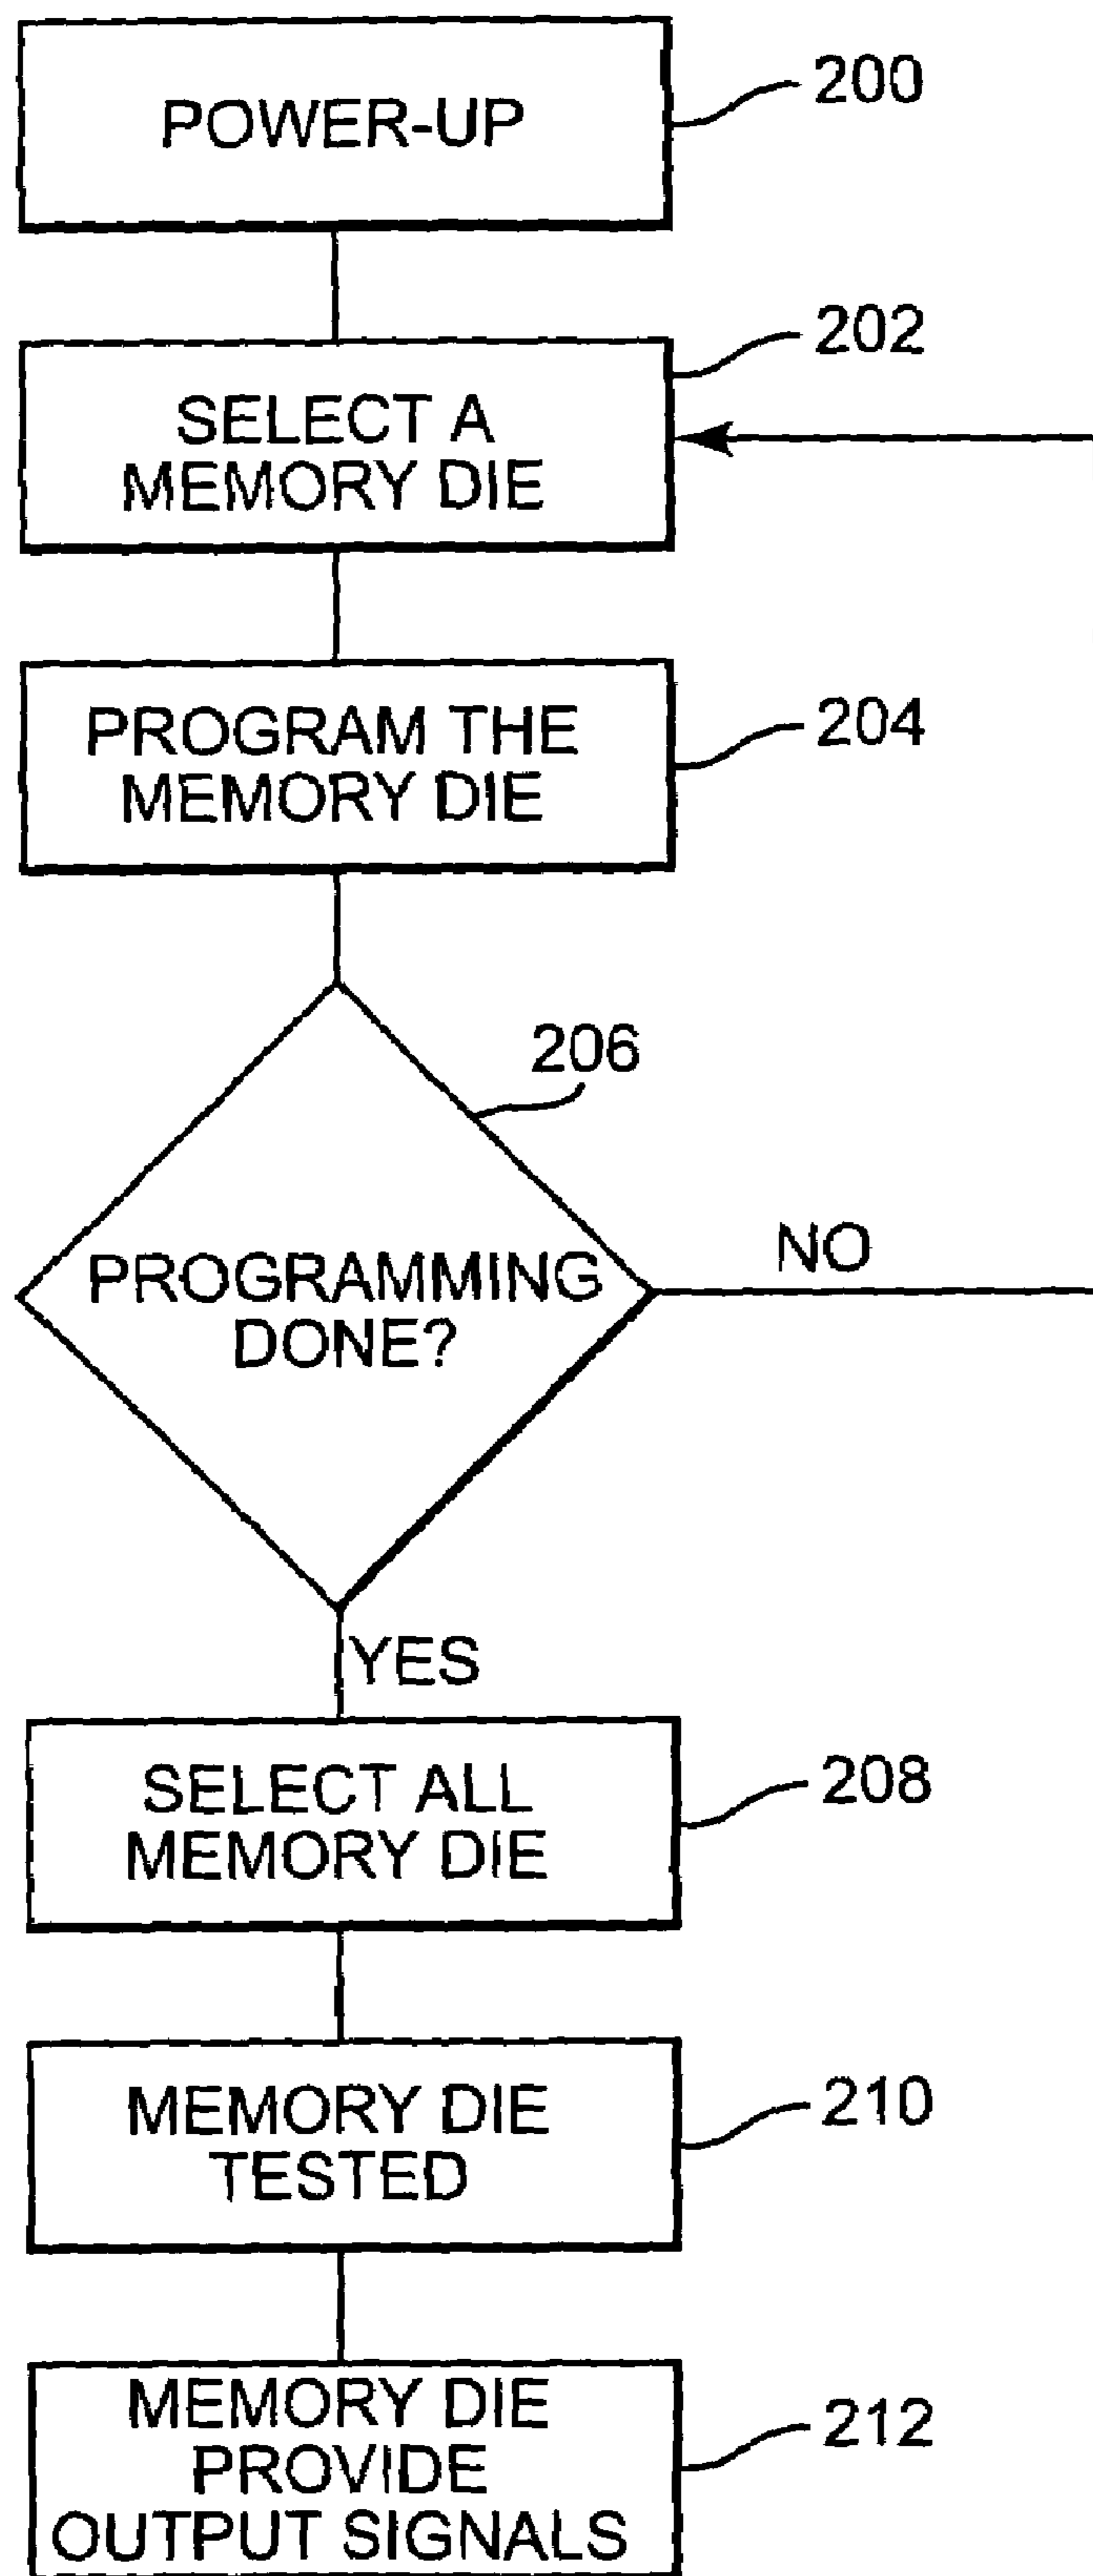 POWER-UP
200
202
SELECT A
MEMORY DIE
PROGRAM THE
MEMORY DIE
204
206
PROGRAMMING
DONE?
NO
YES
SELECT ALL
MEMORY DIE
208
MEMORY DIE
TESTED
210
MEMORY DIE
PROVIDE
OUTPUT SIGNALS
212